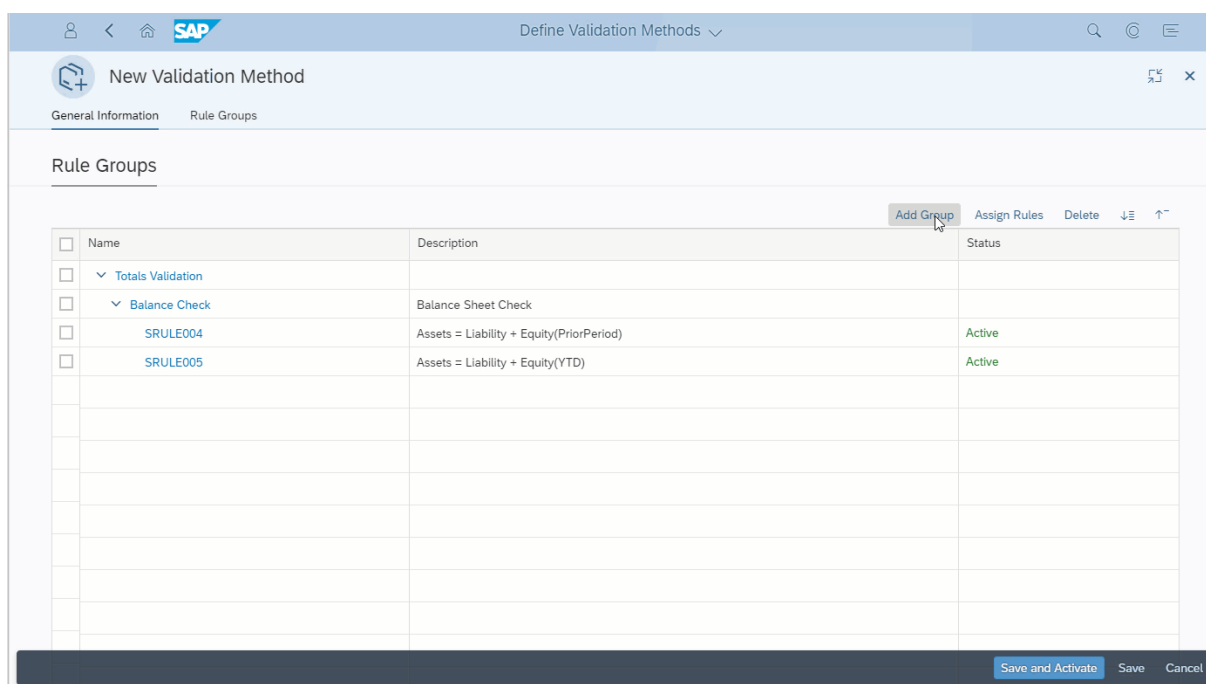 SAP Define Validation Methods
New Validation Method
General Information Rule Groups
Rule Groups
Add Group Assign Rules Delete
Name Description Status
Totals Validation
Balance Check Balance Sheet Check
SRULE004 Assets = Liability + Equity(PriorPeriod) Active
SRULE005 Assets = Liability + Equity(YTD) Active
Save and Activate Save Cancel